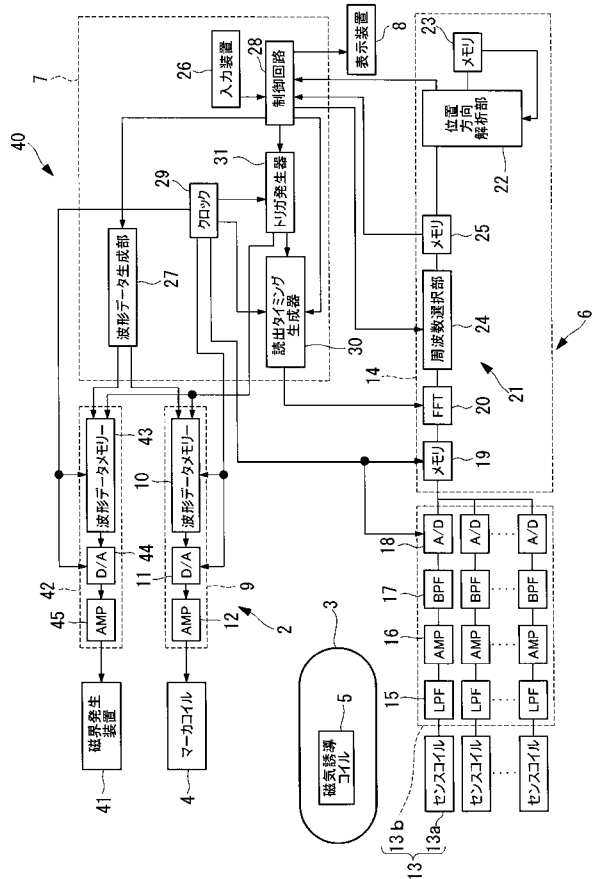 40
7
26
入力装置
28
制御回路
表示装置
8
31
トリガ発生器
29
クロック
読出タイミング
生成器
30
波形データ生成部
27
42
45
AMP
44
D/A
43
波形データメモリー
磁界発生
装置
41
10
波形データメモリー
11
D/A
12
AMP
9
2
マーカコイル
4
3
5
磁気誘導
コイル
23
メモリ
位置
方向
解析部
22
25
メモリ
14
周波数選択部
24
FFT
20
21
6
メモリ
19
18
A/D
17
BPF
16
AMP
15
LPF
センスコイル
A/D
BPF
AMP
LPF
センスコイル
A/D
BPF
AMP
LPF
センスコイル
13
13b
13a